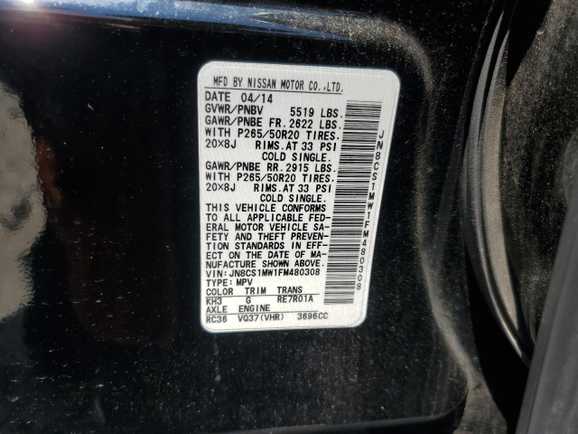 MFD BY NISSAN MOTOR CO.,LTD.
DATE 04/14
GVWR/PNBV 5519 LBS.
GAWR/PNBE FR. 2622 LBS.
WITH P265/50R20 TIRES.
20×8J RIMS.AT 33 PSI
COLD SINGLE.
GAWR/PNBE RR. 2915 LBS.
WITH P265/50R20 TIRES.
20×8J RIMS.AT 33 PSI
COLD SINGLE.
THIS VEHICLE CONFORMS
TO ALL APPLICABLE FED-
ERAL MOTOR VEHICLE SA-
FETY AND THEFT PREVEN-
TION STANDARDS IN EFF-
ECT ON THE DATE OF MA-
NUFACTURE SHOWN ABOVE.
VIN:JN8CS1MW1FM480308
TYPE:MPV
COLOR TRIM TRANS
KH3 G RE7R01A
AXLE ENGINE
RC36 VQ37(VHR) 3696CC
JN8CS1MW1FM480308